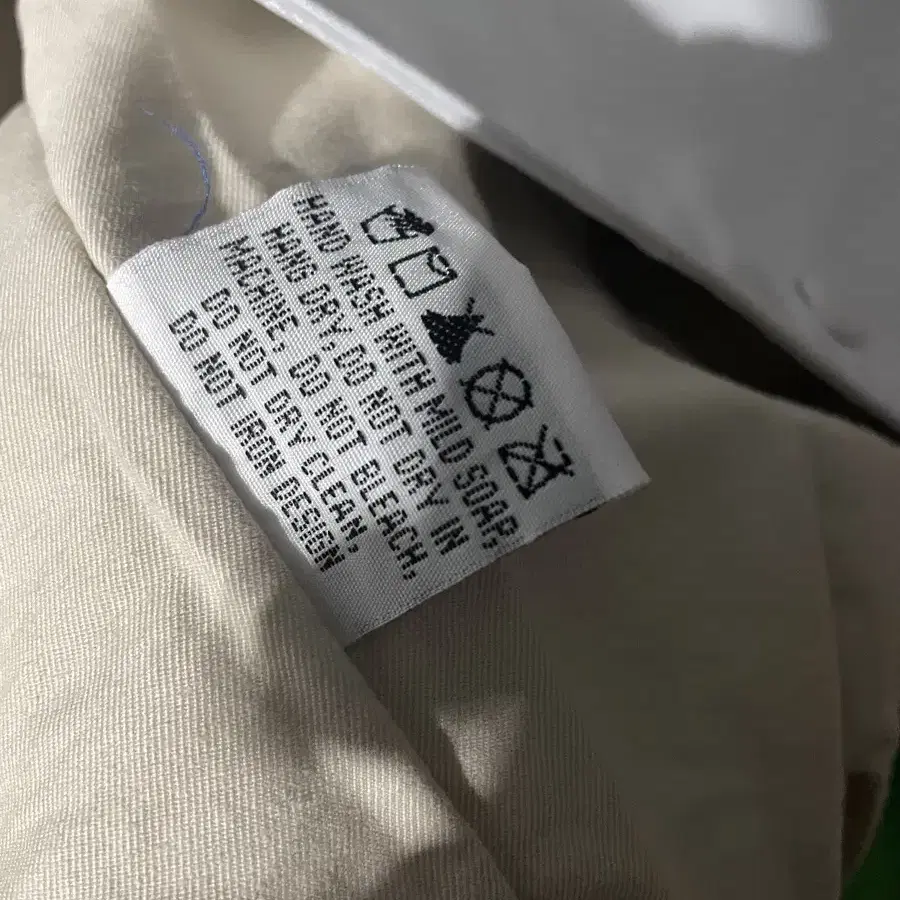 HAND WASH WITH MILD SOAP,
HANG DRY, DO NOT DRY IN
MACHINE, DO NOT BLEACH,
DO NOT DRY CLEAN,
DO NOT IRON DESIGN